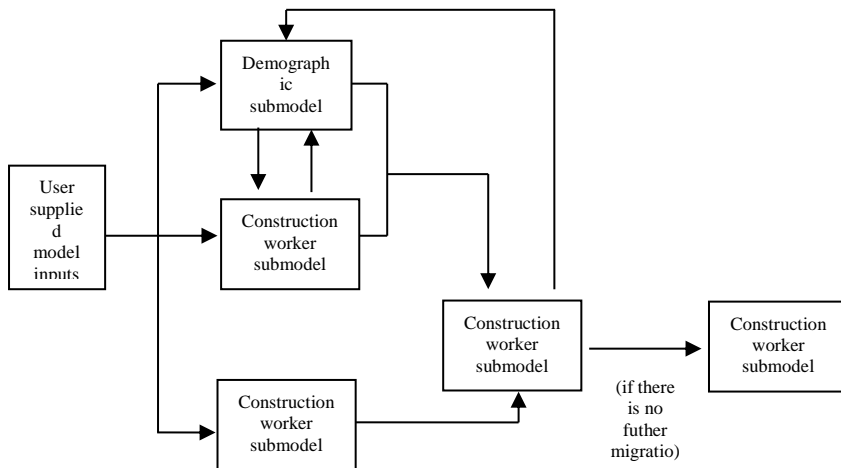 Demograph
ic
submodel
User
supplie
d
model
inputs
Construction
worker
submodel
Construction
worker
submodel
Construction
worker
submodel
Construction
worker
submodel
(if there
is no
futher
migratio)